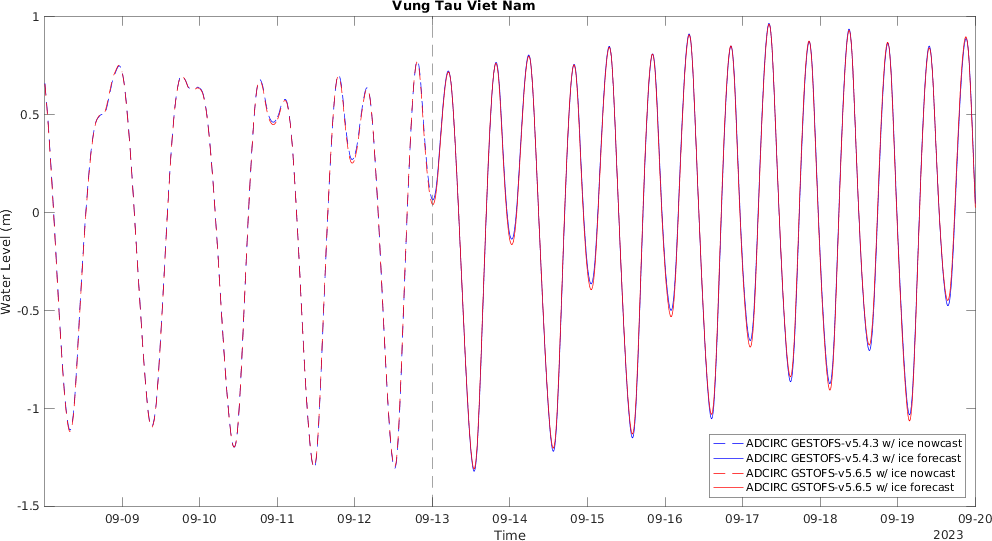 Vung Tau Viet Nam
1
0.5
0
-0.5
-1
-1.5
Water Level (m)
ADCIRC GESTOFS-v5.4.3 w/ ice nowcast
ADCIRC GESTOFS-v5.4.3 w/ ice forecast
ADCIRC GSTOFS-v5.6.5 w/ ice nowcast
ADCIRC GSTOFS-v5.6.5 w/ ice forecast
09-09 09-10 09-11 09-12 09-13 09-14 09-15 09-16 09-17 09-18 09-19 09-20
Time
2023